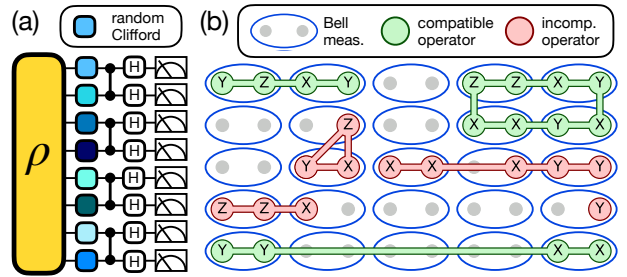 (a)
random
Clifford
ρ
H
H
H
H
H
H
H
H
(b)
Bell
meas.
compatible
operator
incomp.
operator
Y Z X Y Z Z X Y
Z X X Y X
Y X X X X Y Y
Z Z X Y
Y Y X X